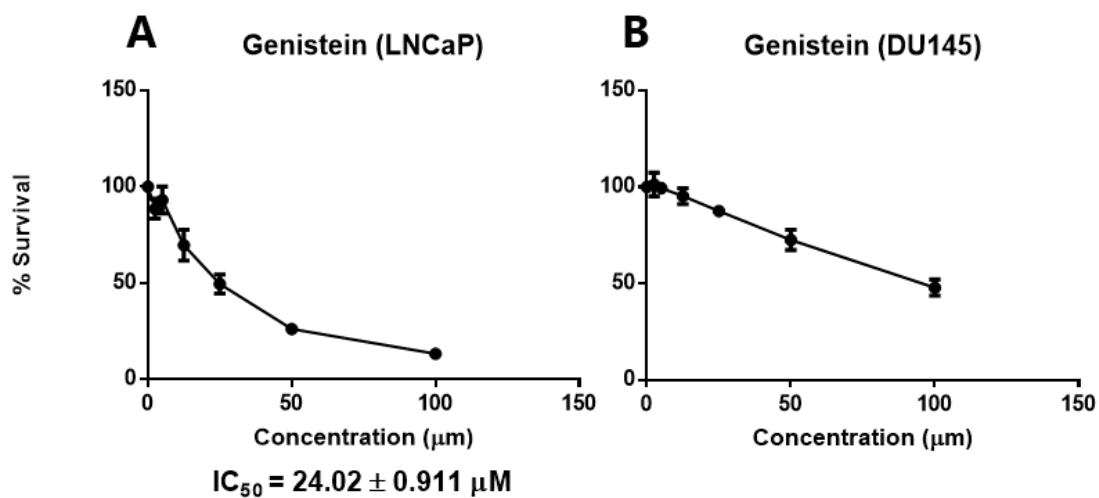 A
Genistein (LNCaP)
150
100
50
0
0 50 100 150
% Survival
Concentration (μm)
IC50 = 24.02 ± 0.911 μM
B
Genistein (DU145)
150
100
50
0
0 50 100 150
Concentration (μm)